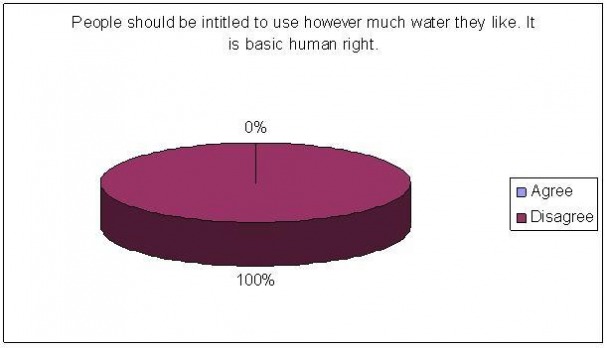 People should be intitled to use however much water they like. It
is basic human right.
0%
Agree
Disagree
100%